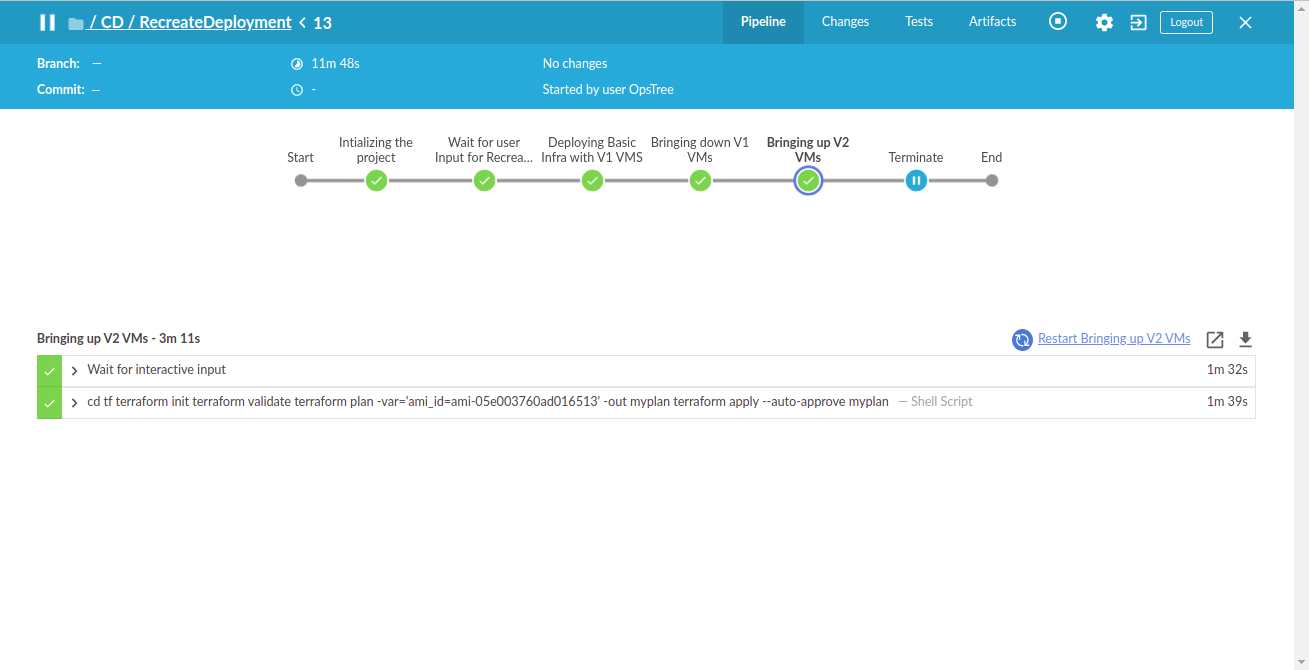 / CD / RecreateDeployment < 13
Pipeline
Changes
Tests
Artifacts
Logout
Branch: —
11m 48s
No changes
Commit: —
-
Started by user OpsTree
Start
Intializing the
project
Wait for user
Input for Recrea...
Deploying Basic
Infra with V1 VMS
Bringing down V1
VMs
Bringing up V2
VMs
Terminate
End
Bringing up V2 VMs - 3m 11s
Restart Bringing up V2 VMs
Wait for interactive input
1m 32s
cd tf terraform init terraform validate terraform plan -var='ami_id=ami-05e003760ad016513' -out myplan terraform apply --auto-approve myplan — Shell Script
1m 39s